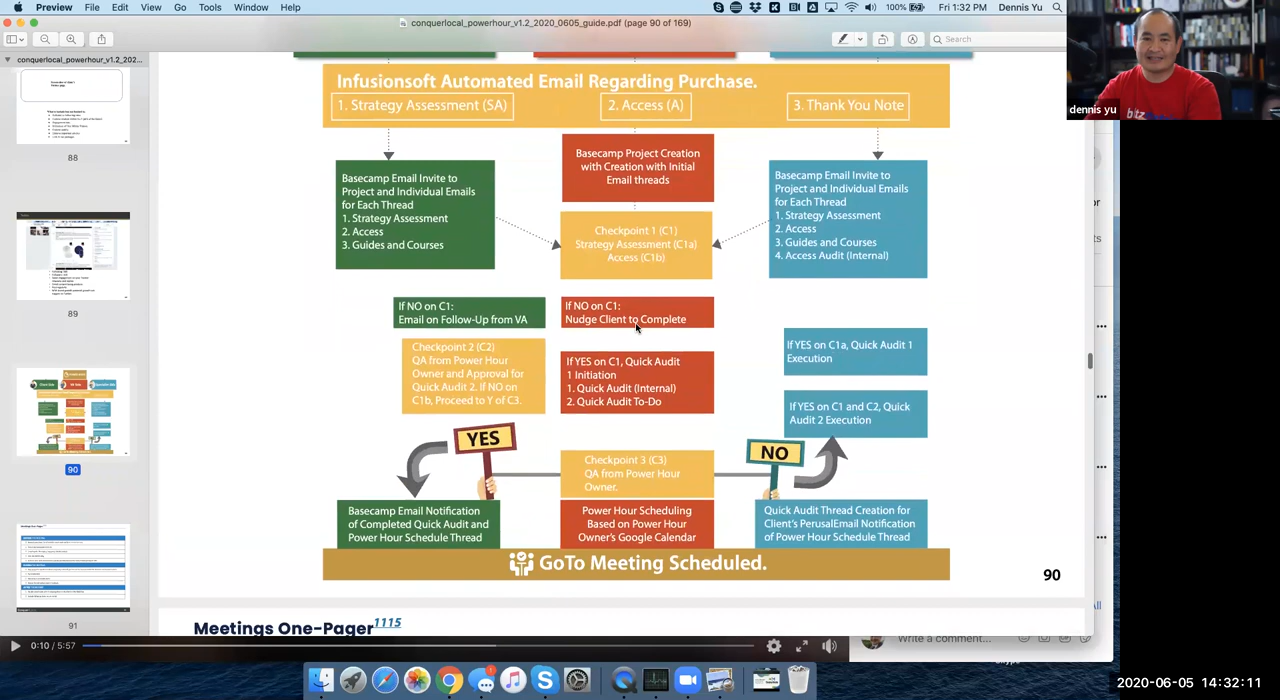 Preview File Edit View Go Tools Window Help
100% Fri 1:32 PM Dennis Yu
conquerlocal_powerhour_v1.2_2020_0605_guide.pdf (page 90 of 169)
Search
conquerlocal_powerhour_v1.2_202...
88
89
90
91
Infusionsoft Automated Email Regarding Purchase.
1. Strategy Assessment (SA)
2. Access (A)
3. Thank You Note
Basecamp Email Invite to
Project and Individual Emails
for Each Thread
1. Strategy Assessment
2. Access
3. Guides and Courses
Basecamp Project Creation
with Creation with Initial
Email threads
Checkpoint 1 (C1)
Strategy Assessment (C1a)
Access (C1b)
Basecamp Email Invite to
Project and Individual Emails
for Each Thread
1. Strategy Assessment
2. Access
3. Guides and Courses
4. Access Audit (Internal)
If NO on C1:
Email on Follow-Up from VA
If NO on C1:
Nudge Client to Complete
Checkpoint 2 (C2)
QA from Power Hour
Owner and Approval for
Quick Audit 2. If NO on
C1b, Proceed to Y of C3.
If YES on C1, Quick Audit
1 Initiation
1. Quick Audit (Internal)
2. Quick Audit To-Do
If YES on C1a, Quick Audit 1
Execution
If YES on C1 and C2, Quick
Audit 2 Execution
YES
NO
Checkpoint 3 (C3)
QA from Power Hour
Owner.
Basecamp Email Notification
of Completed Quick Audit and
Power Hour Schedule Thread
Power Hour Scheduling
Based on Power Hour
Owner's Google Calendar
Quick Audit Thread Creation for
Client's PerusalEmail Notification
of Power Hour Schedule Thread
GoTo Meeting Scheduled.
90
Meetings One-Pager 1115
0:10 / 5:57
Write a comment...
dennis yu
2020-06-05 14:32:11